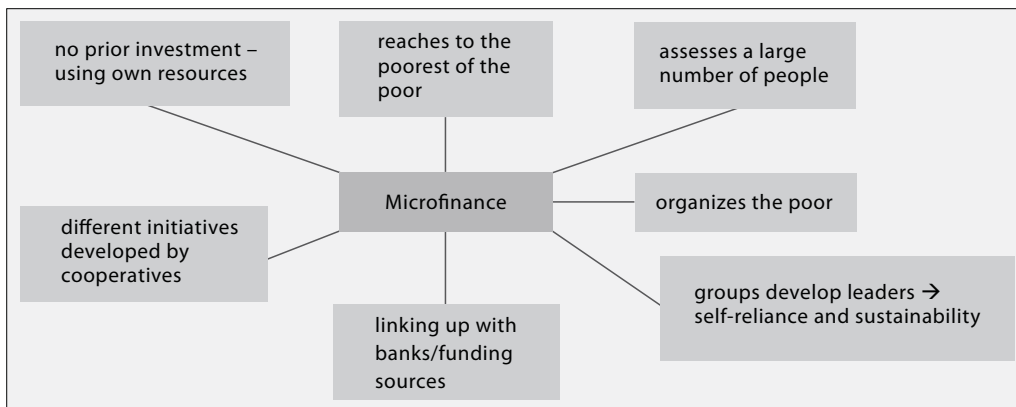 no prior investment –
using own resources
reaches to the
poorest of the
poor
assesses a large
number of people
Microfinance
organizes the poor
different initiatives
developed by
cooperatives
groups develop leaders →
self-reliance and sustainability
linking up with
banks/funding
sources